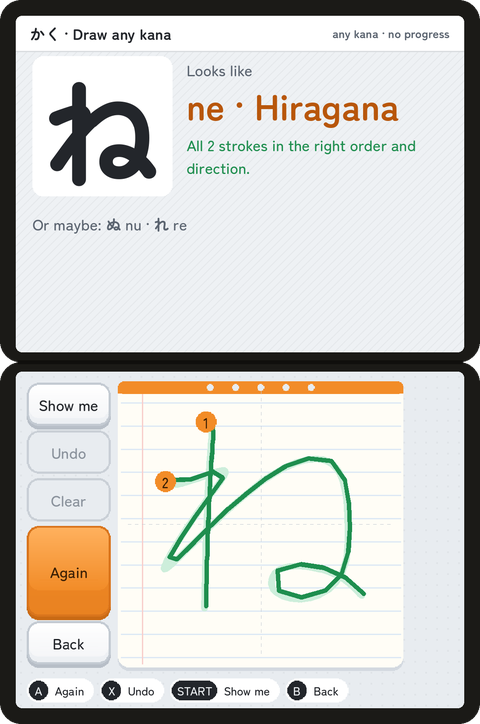 かく · Draw any kana
any kana · no progress
ね
Looks like
ne · Hiragana
All 2 strokes in the right order and
direction.
Or maybe: ぬ nu · れ re
Show me
Undo
Clear
Again
Back
1
2
ね
A Again
X Undo
START Show me
B Back